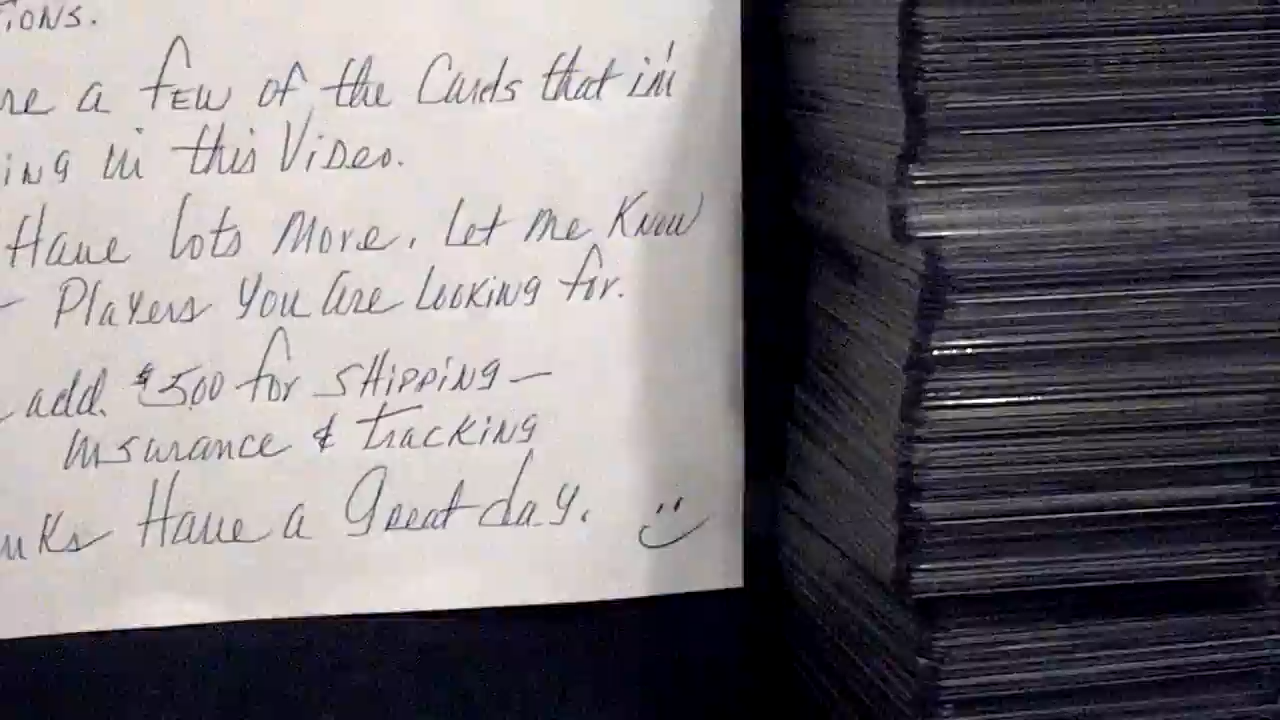 TIONS.
re a few of the Cards that i'm
ing in this Video.
Have lots More. Let me Know
- Players you are looking for.
add. $5.00 for SHIPPING -
Insurance & tracking
nks Have a Great day.